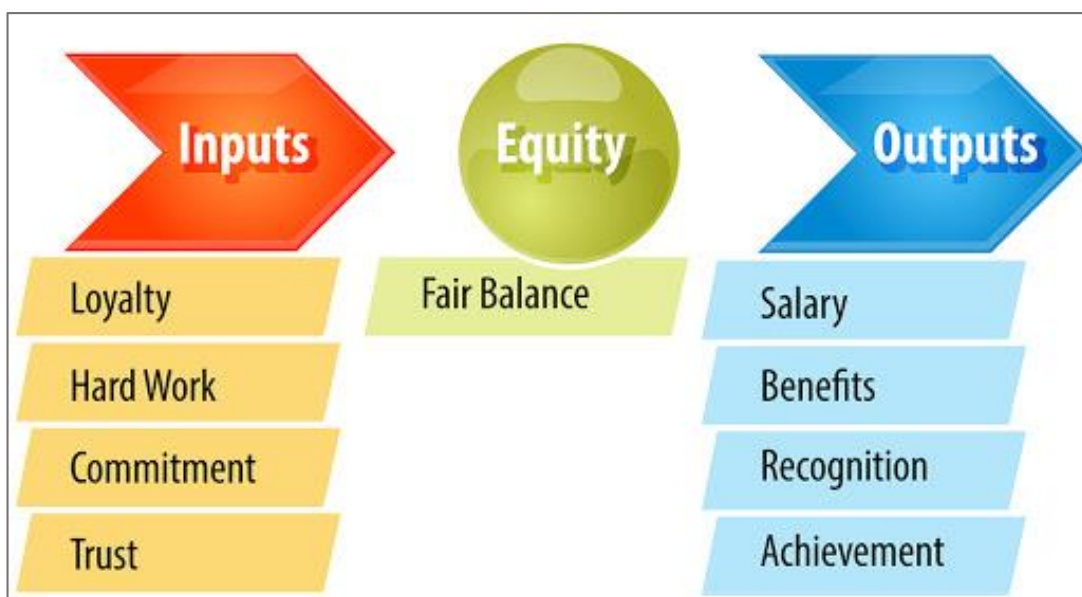 Inputs
Equity
Outputs
Loyalty
Hard Work
Commitment
Trust
Fair Balance
Salary
Benefits
Recognition
Achievement